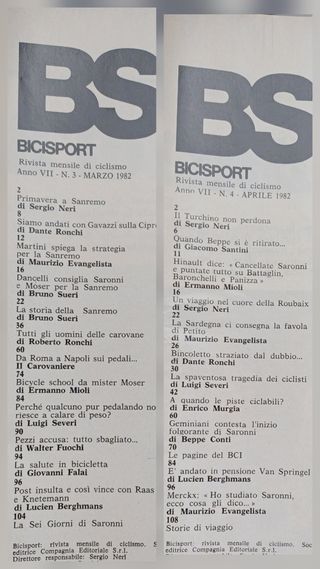 BS
BICISPORT
Rivista mensile di ciclismo
Anno VII - N. 3 - MARZO 1982
2
Primavera a Sanremo
di Sergio Neri
8
Siamo andati con Gavazzi sulla Cipre
di Dante Ronchi
12
Martini spiega la strategia
per la Sanremo
di Maurizio Evangelista
16
Dancelli consiglia Saronni
e Moser per la Sanremo
di Bruno Sueri
22
La storia della Sanremo
di Bruno Sueri
36
Tutti gli uomini delle carovane
di Roberto Ronchi
60
Da Roma a Napoli sui pedali...
Il Carovaniere
74
Bicycle school da mister Moser
di Ermanno Mioli
84
Perché qualcuno pur pedalando no
riesce a calare di peso?
di Luigi Severi
90
Pezzi accusa: tutto sbagliato...
di Walter Fuochi
94
La salute in bicicletta
di Giovanni Falai
96
Post insulta e così vince con Raas
e Knetemann
di Lucien Berghmans
104
La Sei Giorni di Saronni
Bicisport: rivista mensile di ciclismo. S
editrice Compagnia Editoriale S.r.l.
Direttore responsabile: Sergio Neri
BS
BICISPORT
Rivista mensile di ciclismo
Anno VII - N. 4 - APRILE 1982
2
Il Turchino non perdona
di Sergio Neri
6
Quando Beppe si è ritirato...
di Giacomo Santini
11
Hinault dice: «Cancellate Saronni
e puntate tutto su Battaglin,
Baronchelli e Panizza»
di Ermanno Mioli
16
Un viaggio nel cuore della Roubaix
di Sergio Neri
22
La Sardegna ci consegna la favola
di Petito
di Maurizio Evangelista
26
Bincoletto straziato dal dubbio...
di Dante Ronchi
30
La spaventosa tragedia dei ciclisti
di Luigi Severi
42
A quando le piste ciclabili?
di Enrico Murgia
60
Geminiani contesta l'inizio
folgorante di Saronni
di Beppe Conti
70
Le pagine del BCI
84
E' andato in pensione Van Springel
di Lucien Berghmans
96
Merckx: «Ho studiato Saronni,
ecco cosa gli dico...»
di Maurizio Evangelista
108
Storie di viaggio
Bicisport: rivista mensile di ciclismo. Soc
editrice Compagnia Editoriale S.r.l.